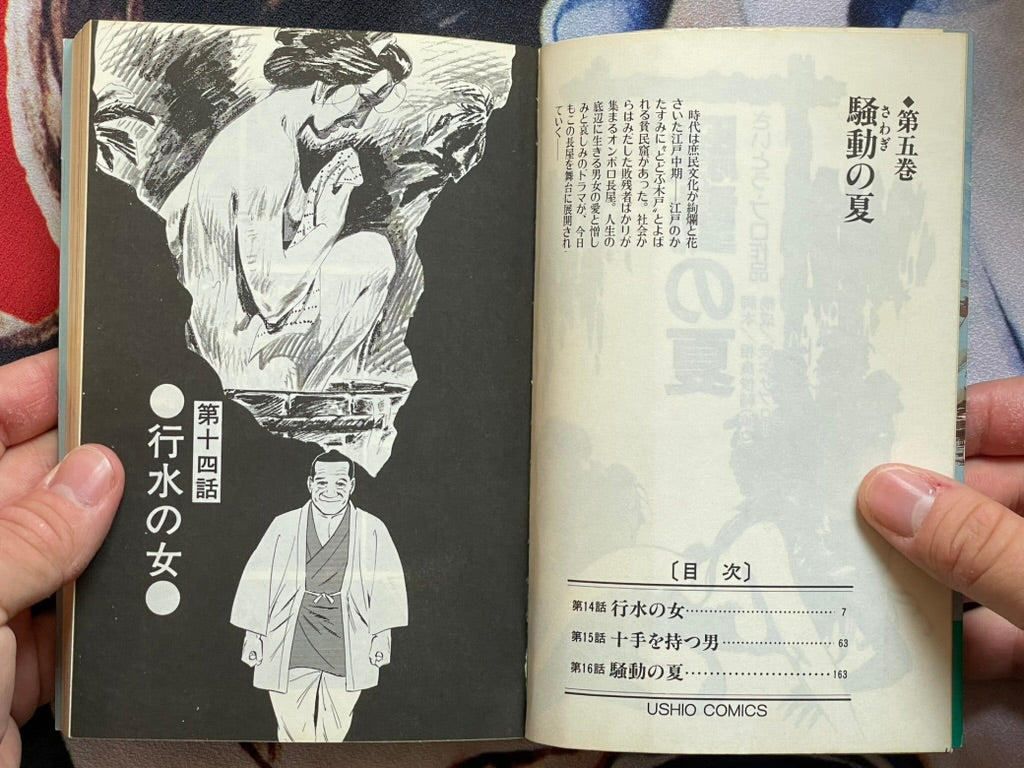 ◆第五巻
騒動の夏
さわぎ
時代は庶民文化が絢爛と花
さいた江戸中期――江戸のか
たすみに〝とどふ木戸〟とよば
れる貧民窟があった。社会か
らはみだした敗残者ばかりが
集まるオンボロ長屋。人生の
底辺に生きる男女の愛と憎し
みと哀しみのドラマが、今日
もこの長屋を舞台に展開され
ていく――
〔目 次〕
第14話 行水の女……………………7
第15話 十手を持つ男………………63
第16話 騒動の夏……………………163
USHIO COMICS
第十四話
●行水の女●